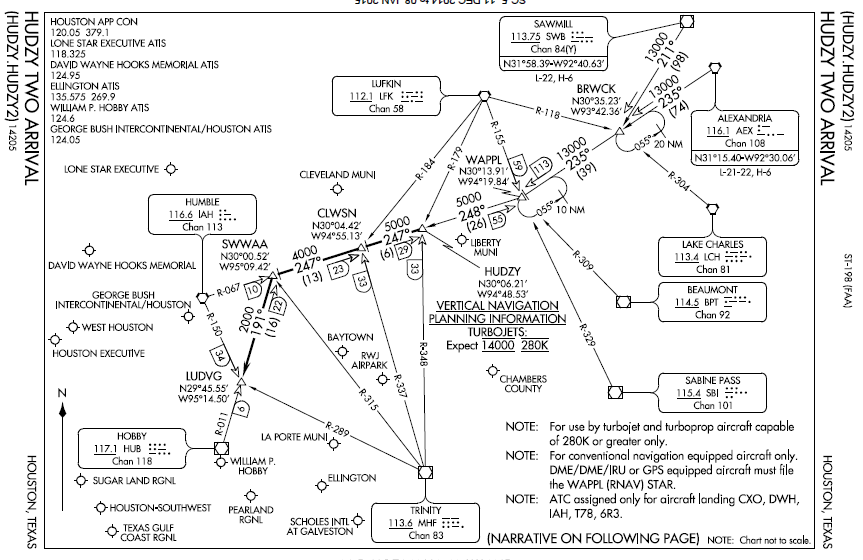 HUDZY TWO ARRIVAL
(HUDZY.HUDZY2) 14205
HOUSTON, TEXAS
HUDZY TWO ARRIVAL
(HUDZY.HUDZY2) 14205
ST-198 (FAA)
HOUSTON, TEXAS
HOUSTON APP CON
120.05 379.1
LONE STAR EXECUTIVE ATIS
118.325
DAVID WAYNE HOOKS MEMORIAL ATIS
124.95
ELLINGTON ATIS
135.575 269.9
WILLIAM P. HOBBY ATIS
124.6
GEORGE BUSH INTERCONTINENTAL/HOUSTON ATIS
124.05
SAWMILL
113.75 SWB
Chan 84(Y)
N31°58.39-W92°40.63'
L-22, H-6
13000
211°
(98)
LUFKIN
112.1 LFK
Chan 58
BRWCK
N30°35.23'
W93°42.36'
13000
235°
(74)
ALEXANDRIA
116.1 AEX
Chan 108
N31°15.40-W92°30.06'
L-21-22, H-6
R-118
R-155
59
R-179
R-184
055°
20 NM
R-304
WAPPL
N30°13.91'
W94°19.84'
113
13000
235°
(39)
055°
10 NM
LONE STAR EXECUTIVE
CLEVELAND MUNI
HUMBLE
116.6 IAH
Chan 113
CLWSN
N30°04.42'
W94°55.13'
5000
248°
(26)
55
5000
247°
(6)
29
LIBERTY
MUNI
LAKE CHARLES
113.4 LCH
Chan 81
SWWAA
N30°00.52'
W95°09.42'
4000
247°
(13)
23
33
33
HUDZY
N30°06.21'
W94°48.53'
R-309
DAVID WAYNE HOOKS MEMORIAL
R-067
10
22
BEAUMONT
114.5 BPT
Chan 92
GEORGE BUSH
INTERCONTINENTAL/HOUSTON
VERTICAL NAVIGATION
PLANNING INFORMATION
TURBOJETS:
Expect 14000 280K
WEST HOUSTON
HOUSTON EXECUTIVE
R-150
34
2000
191°
(16)
BAYTOWN
RWJ
AIRPARK
R-348
R-337
R-315
R-329
CHAMBERS
COUNTY
LUDVG
N29°45.55'
W95°14.50'
6
R-011
R-289
SABINE PASS
115.4 SBI
Chan 101
N
HOBBY
117.1 HUB
Chan 118
LA PORTE MUNI
WILLIAM P.
HOBBY
SUGAR LAND RGNL
ELLINGTON
HOUSTON-SOUTHWEST
PEARLAND
RGNL
TEXAS GULF
COAST RGNL
SCHOLES INTL
AT GALVESTON
TRINITY
113.6 MHF
Chan 83
NOTE: For use by turbojet and turboprop aircraft capable
of 280K or greater only.
NOTE: For conventional navigation equipped aircraft only.
DME/DME/IRU or GPS equipped aircraft must file
the WAPPL (RNAV) STAR.
NOTE: ATC assigned only for aircraft landing CXO, DWH,
IAH, T78, 6R3.
(NARRATIVE ON FOLLOWING PAGE)
NOTE: Chart not to scale.